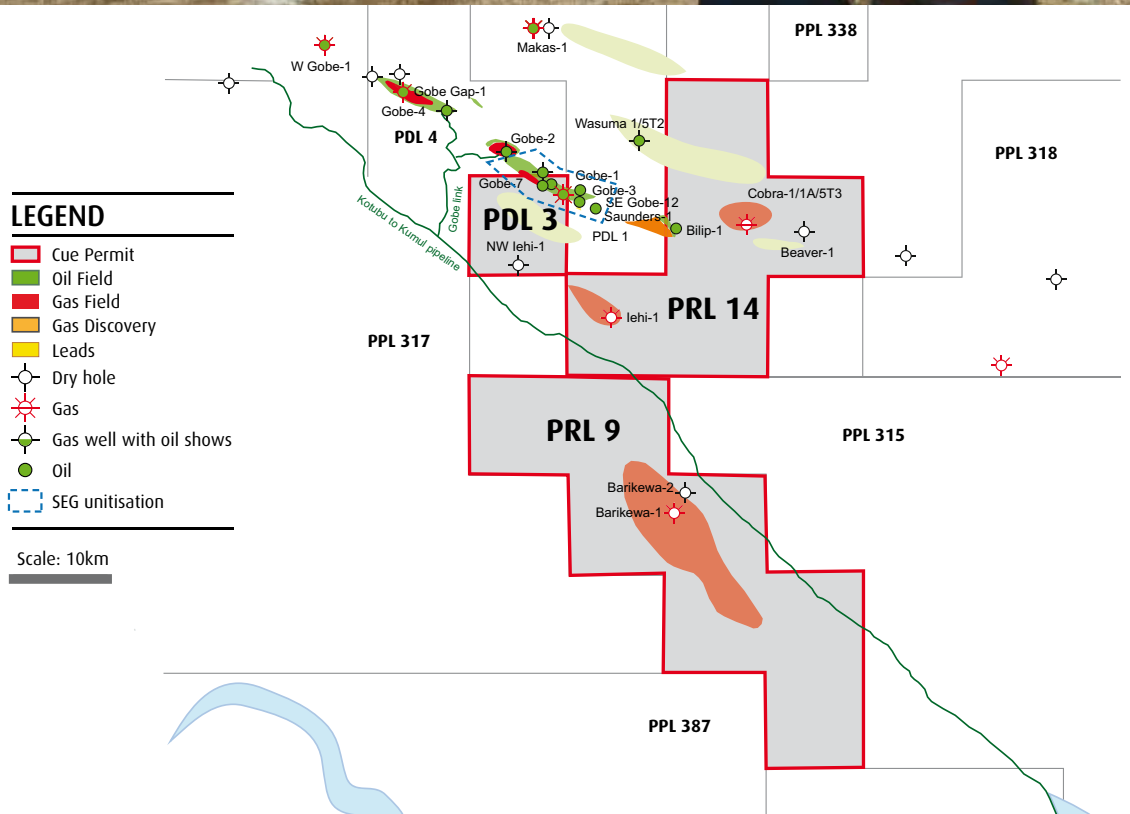 PPL 338
Makas-1
W Gobe-1
Gobe Gap-1
Gobe-4
PDL 4
Wasuma 1/5T2
Gobe-2
PPL 318
Gobe-7
Gobe-1
Gobe-3
SE Gobe-12
Saunders-1
Cobra-1/1A/5T3
PDL 3
PDL 1
Bilip-1
Beaver-1
NW Iehi-1
Gobe link
Kotubu to Kumul pipeline
Iehi-1
PRL 14
PPL 317
PRL 9
PPL 315
Barikewa-2
Barikewa-1
PPL 387
LEGEND
Cue Permit
Oil Field
Gas Field
Gas Discovery
Leads
Dry hole
Gas
Gas well with oil shows
Oil
SEG unitisation
Scale: 10km